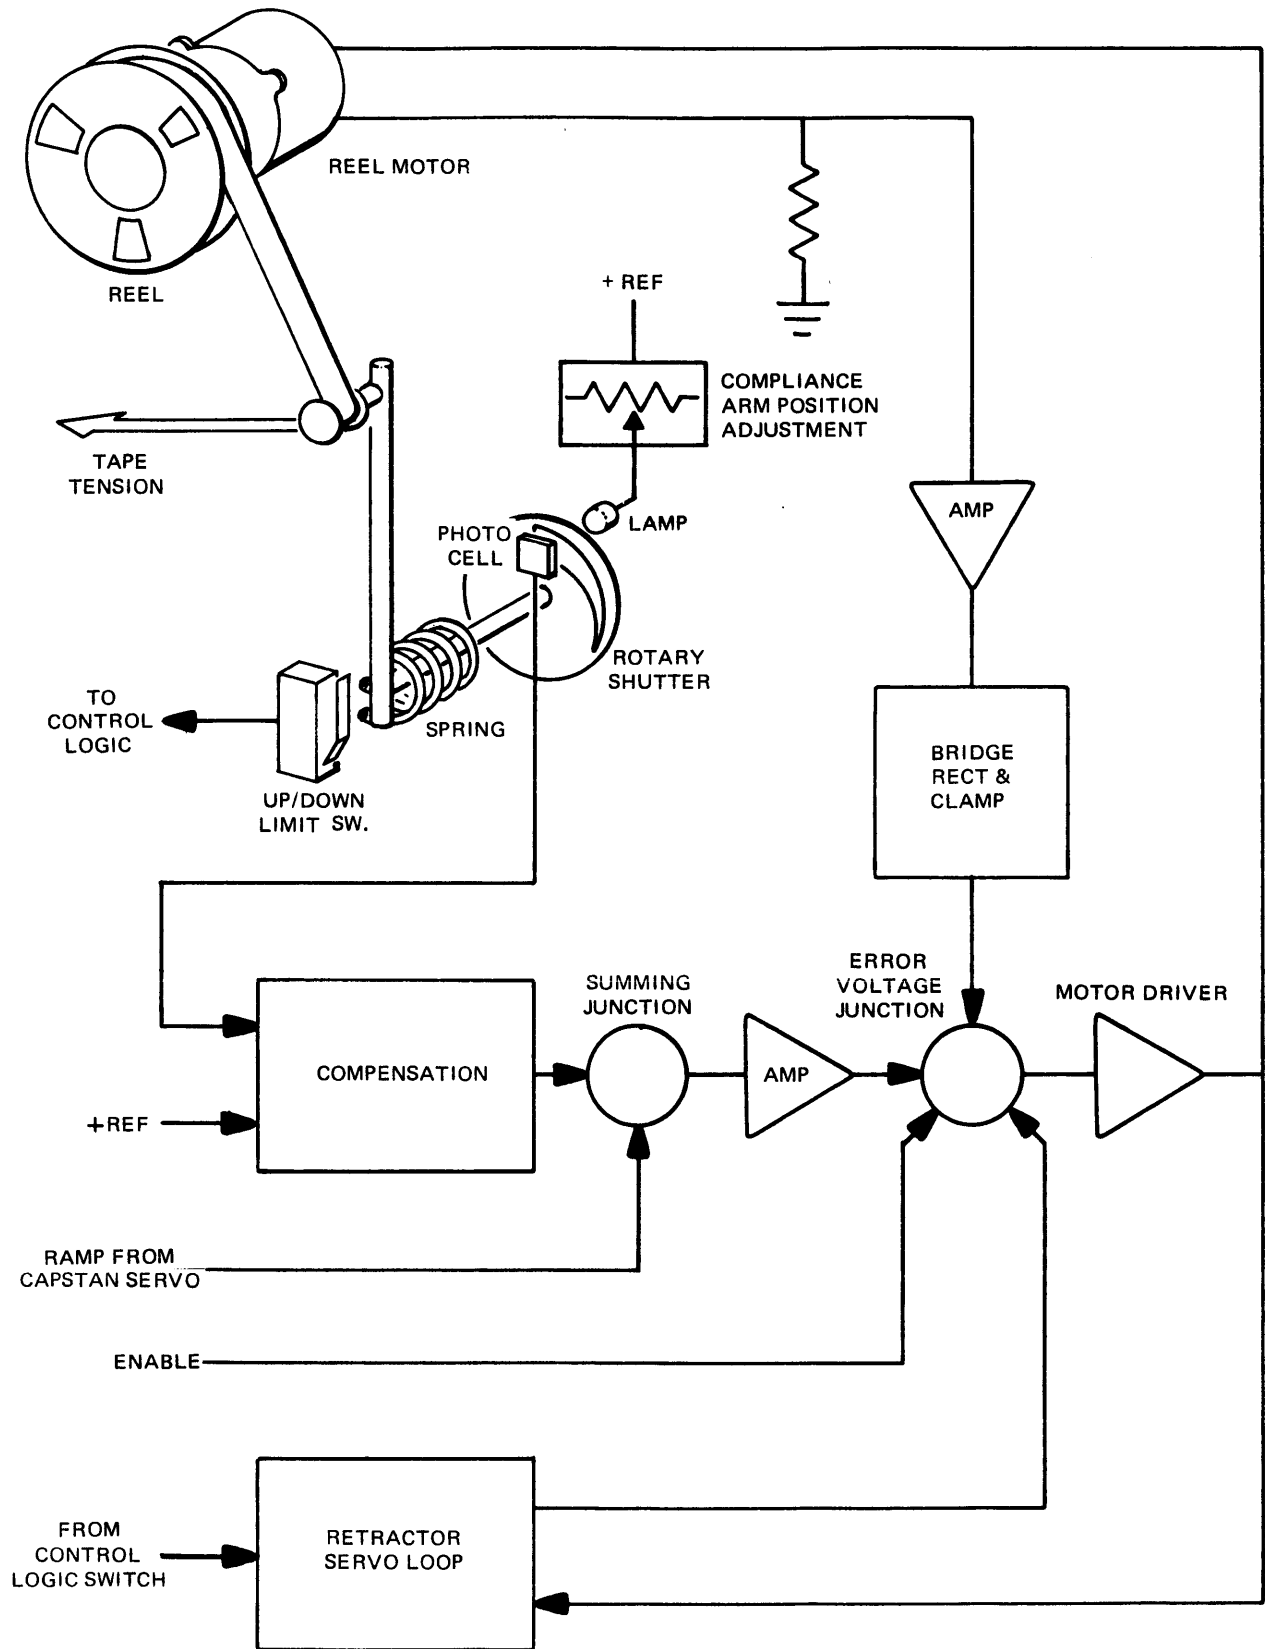 REEL MOTOR
REEL
+ REF
COMPLIANCE
ARM POSITION
ADJUSTMENT
TAPE
TENSION
AMP
PHOTO
CELL
LAMP
ROTARY
SHUTTER
TO
CONTROL
LOGIC
SPRING
UP/DOWN
LIMIT SW.
BRIDGE
RECT &
CLAMP
SUMMING
JUNCTION
ERROR
VOLTAGE
JUNCTION
MOTOR DRIVER
COMPENSATION
AMP
+REF
RAMP FROM
CAPSTAN SERVO
ENABLE
RETRACTOR
SERVO LOOP
FROM
CONTROL
LOGIC SWITCH